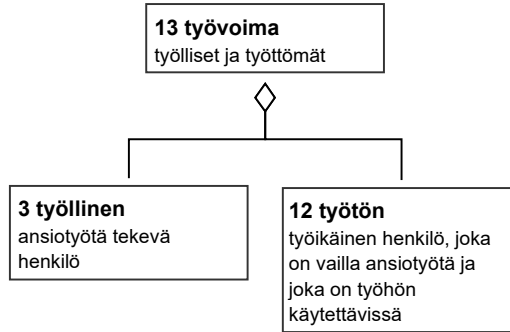 13 työvoima
työlliset ja työttömät
3 työllinen
ansiotyötä tekevä
henkilö
12 työtön
työikäinen henkilö, joka
on vailla ansiotyötä ja
joka on työhön
käytettävissä